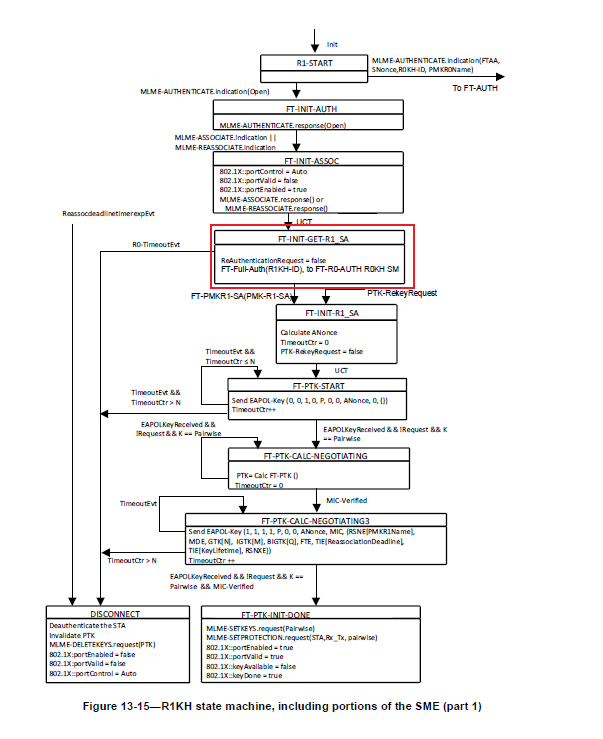 Init
R1-START
MLME-AUTHENTICATE.indication(FTAA,
SNonce,R0KH-ID, PMKR0Name)
To FT-AUTH
MLME-AUTHENTICATE.indication(Open)
FT-INIT-AUTH
MLME-AUTHENTICATE.response(Open)
MLME-ASSOCIATE.indication ||
MLME-REASSOCIATE.indication
FT-INIT-ASSOC
802.1X::portControl = Auto
802.1X::portValid = false
802.1X::portEnabled = true
MLME-ASSOCIATE.response() or
MLME-REASSOCIATE.response()
Reassocdeadlinetimerexpevt
UCT
R0-TimeoutEvt
FT-INIT-GET-R1_SA
ReAuthenticationRequest = false
FT-Full-Auth(R1KH-ID), to FT-R0-AUTH R0KH SM
FT-PMKR1-SA(PMK-R1-SA)
PTK-RekeyRequest
FT-INIT-R1_SA
Calculate ANonce
TimeoutCtr = 0
PTK-RekeyRequest = false
TimeoutEvt &&
TimeoutCtr ≤ N
UCT
FT-PTK-START
Send EAPOL-Key (0, 0, 1, 0, P, 0, 0, ANonce, 0, {})
TimeoutCtr++
TimeoutEvt &&
TimeoutCtr > N
EAPOLKeyReceived &&
!Request && K == Pairwise
EAPOLKeyReceived && !Request && K
== Pairwise
FT-PTK-CALC-NEGOTIATING
PTK= Calc FT-PTK ()
TimeoutCtr = 0
TimeoutEvt
MIC-Verified
FT-PTK-CALC-NEGOTIATING3
Send EAPOL-Key (1, 1, 1, 1, P, 0, 0, ANonce, MIC, {RSNE[PMKR1Name],
MDE, GTK[N], IGTK[M], BIGTK[Q], FTE, TIE[ReassociationDeadline],
TIE[KeyLifetime], RSNXE})
TimeoutCtr ++
TimeoutCtr > N
EAPOLKeyReceived && !Request && K ==
Pairwise && MIC-Verified
DISCONNECT
Deauthenticate the STA
Invalidate PTK
MLME-DELETEKEYS.request(PTK)
802.1X::portEnabled = false
802.1X::portValid = false
802.1X::portControl = Auto
FT-PTK-INIT-DONE
MLME-SETKEYS.request(Pairwise)
MLME-SETPROTECTION.request(STA,Rx_Tx, pairwise)
802.1X::portEnabled = true
802.1X::portValid = true
802.1X::keyAvailable = false
802.1X::keyDone = true
Figure 13-15—R1KH state machine, including portions of the SME (part 1)